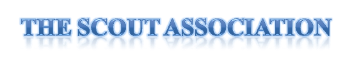 THE SCOUT ASSOCIATION